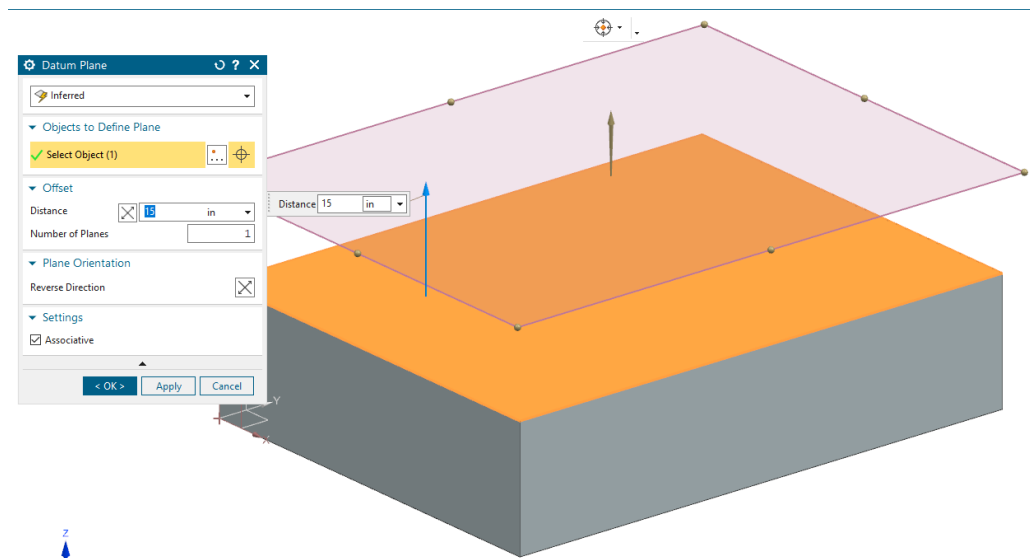 Datum Plane
Inferred
Objects to Define Plane
Select Object (1)
Offset
Distance 15 in
Number of Planes 1
Plane Orientation
Reverse Direction
Settings
Associative
< OK > Apply Cancel
Distance 15 in
Y
X
Z